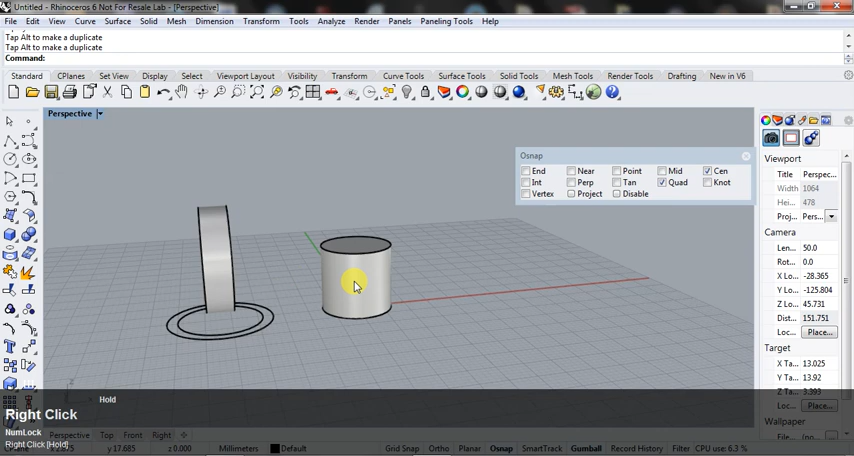 Untitled - Rhinoceros 6 Not For Resale Lab - [Perspective]
File Edit View Curve Surface Solid Mesh Dimension Transform Tools Analyze Render Panels Paneling Tools Help
Tap Alt to make a duplicate
Tap Alt to make a duplicate
Command:
Standard CPlanes Set View Display Select Viewport Layout Visibility Transform Curve Tools Surface Tools Solid Tools Mesh Tools Render Tools Drafting New in V6
Perspective
Osnap
End Near Point Mid Cen
Int Perp Tan Quad Knot
Vertex Project Disable
Viewport
Title Perspec...
Width 1064
Hei... 478
Proj... Pers...
Camera
Len... 50.0
Rot... 0.0
X Lo... -28.365
Y Lo... -125.804
Z Lo... 45.731
Dist... 151.751
Loc... Place...
Target
X Ta... 13.025
Y Ta... 13.92
Z Ta... 3.393
Loc... Place...
Wallpaper
Hold
Right Click
NumLock
Right Click [Hold]
Perspective Top Front Right
y 17.685 z 0.000 Millimeters Default Grid Snap Ortho Planar Osnap SmartTrack Gumball Record History Filter CPU use: 6.3 %